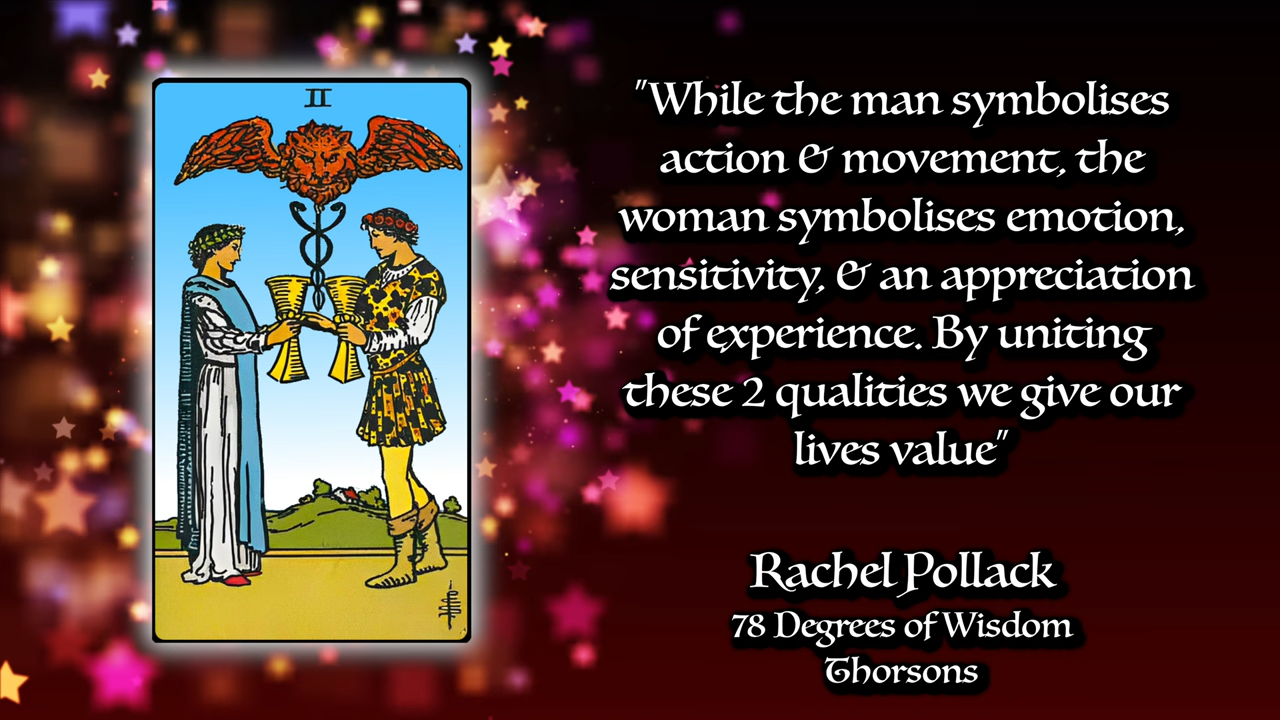 II
"While the man symbolises
action & movement, the
woman symbolises emotion,
sensitivity, & an appreciation
of experience. By uniting
these 2 qualities we give our
lives value"
Rachel Pollack
78 Degrees of Wisdom
Thorsons